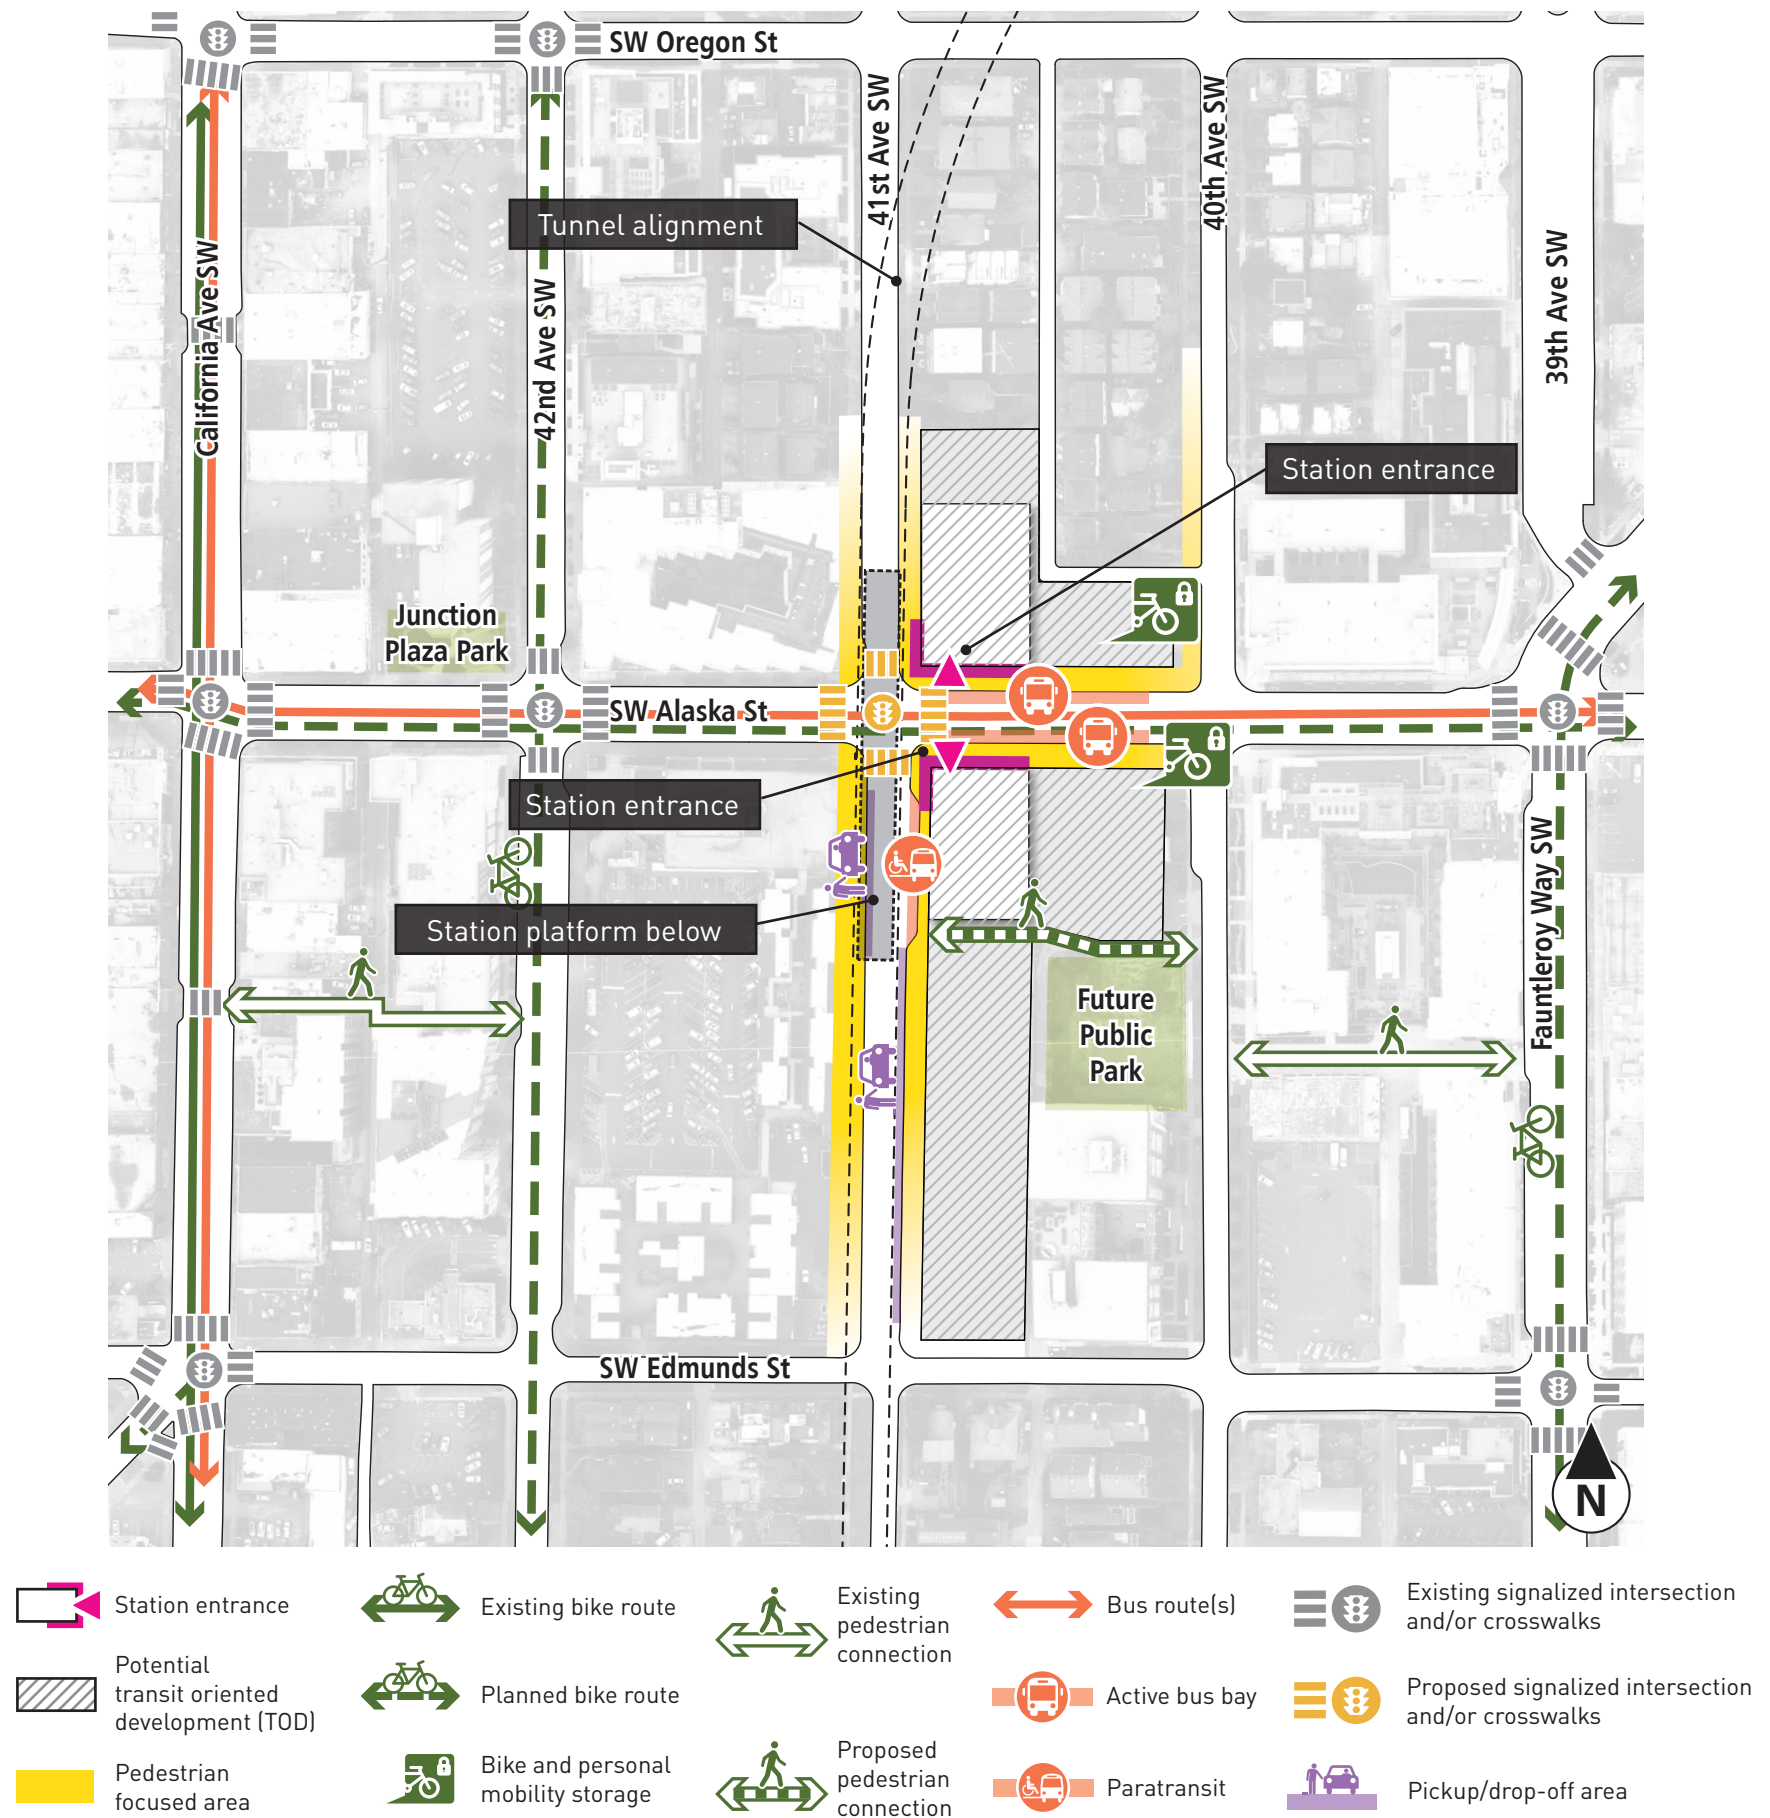 SW Oregon St
41st Ave SW
40th Ave SW
Tunnel alignment
California Ave SW
42nd Ave SW
39th Ave SW
Station entrance
Junction
Plaza Park
SW Alaska St
Station entrance
Station platform below
Fauntleroy Way SW
Future
Public
Park
SW Edmunds St
N
Station entrance
Potential
transit oriented
development (TOD)
Pedestrian
focused area
Existing bike route
Planned bike route
Bike and personal
mobility storage
Existing
pedestrian
connection
Proposed
pedestrian
connection
Bus route(s)
Active bus bay
Paratransit
Existing signalized intersection
and/or crosswalks
Proposed signalized intersection
and/or crosswalks
Pickup/drop-off area